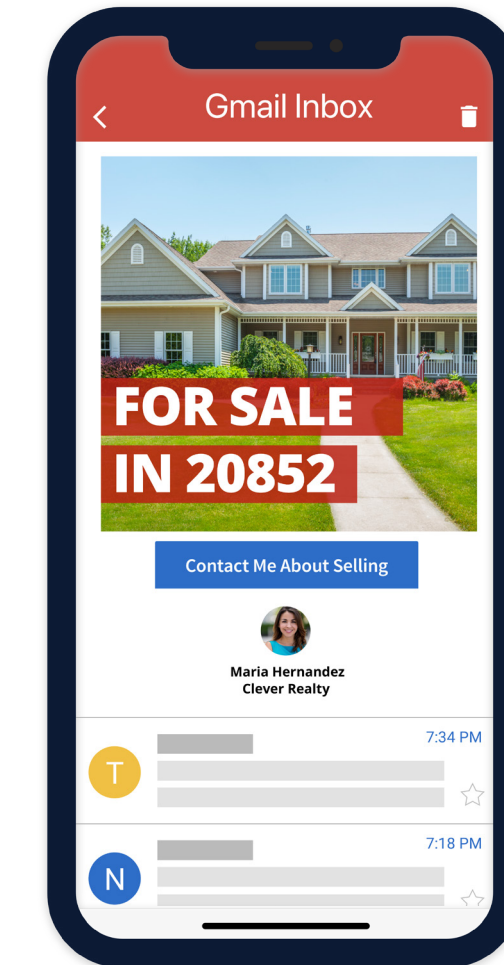 Gmail Inbox
FOR SALE
IN 20852
Contact Me About Selling
Maria Hernandez
Clever Realty
7:34 PM
T
7:18 PM
N